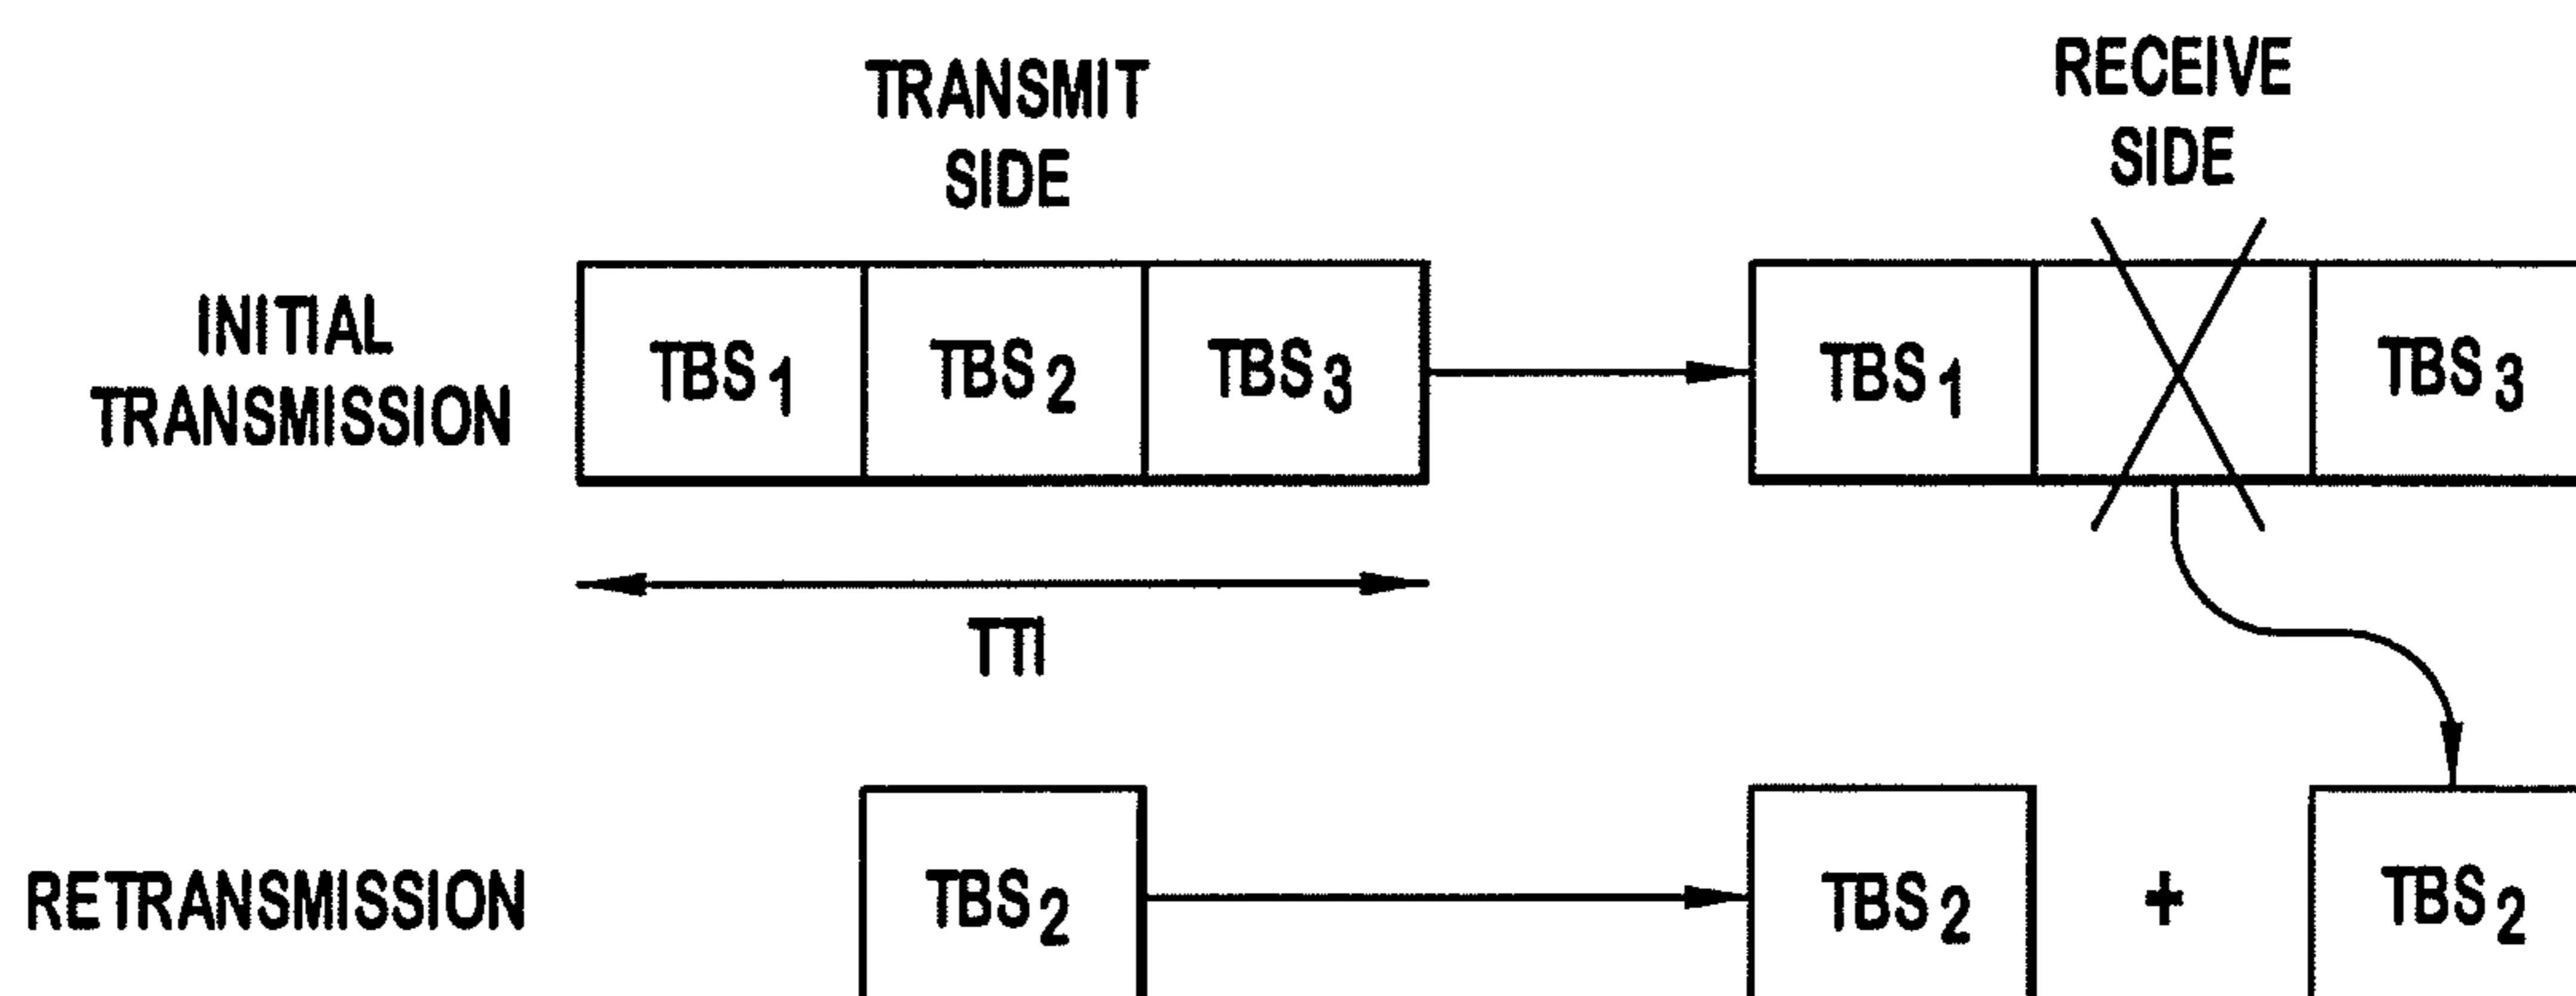 TRANSMIT
SIDE
RECEIVE
SIDE
INITIAL
TRANSMISSION
TBS1 TBS2 TBS3
TBS1 TBS3
TTI
RETRANSMISSION
TBS2
TBS2 + TBS2